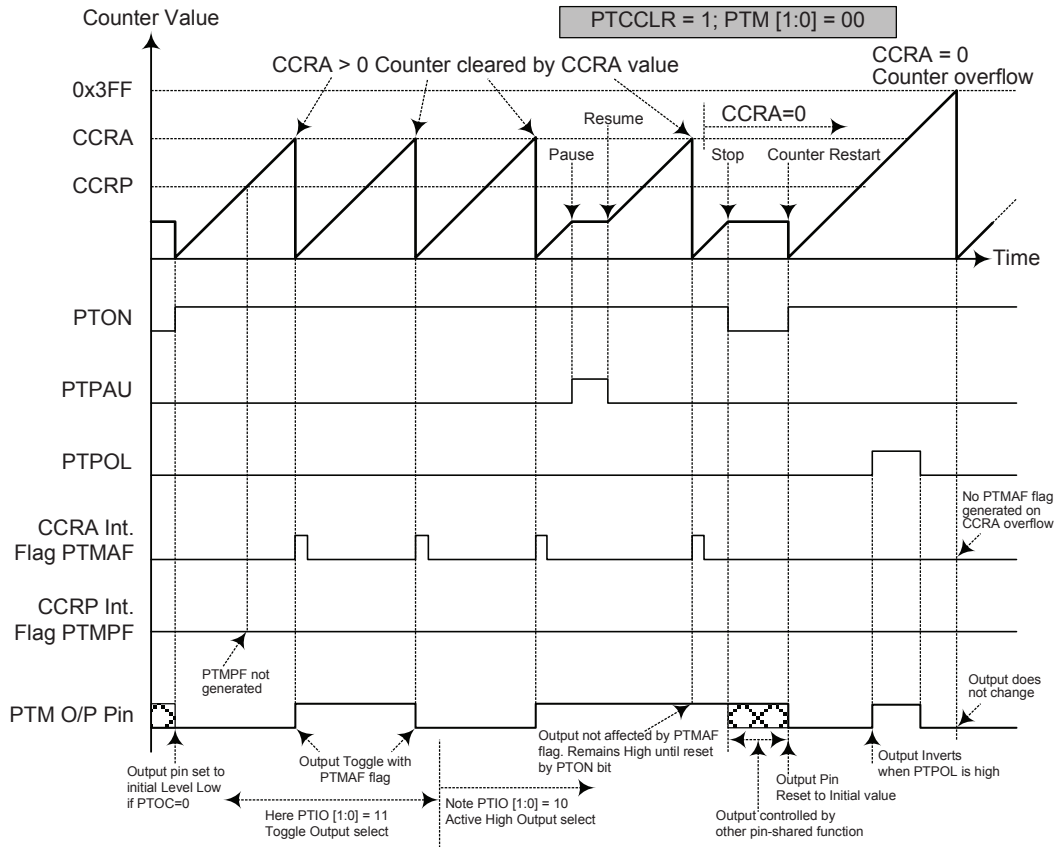 Counter Value
PTCCLR = 1; PTM [1:0] = 00
CCRA > 0 Counter cleared by CCRA value
CCRA = 0
Counter overflow
0x3FF
CCRA
CCRP
Resume
CCRA=0
Pause
Stop
Counter Restart
Time
PTON
PTPAU
PTPOL
CCRA Int.
Flag PTMAF
No PTMAF flag
generated on
CCRA overflow
CCRP Int.
Flag PTMPF
PTMPF not
generated
PTM O/P Pin
Output does
not change
Output pin set to
initial Level Low
if PTOC=0
Output Toggle with
PTMAF flag
Here PTIO [1:0] = 11
Toggle Output select
Output not affected by PTMAF
flag. Remains High until reset
by PTON bit
Note PTIO [1:0] = 10
Active High Output select
Output Pin
Reset to Initial value
Output controlled by
other pin-shared function
Output Inverts
when PTPOL is high